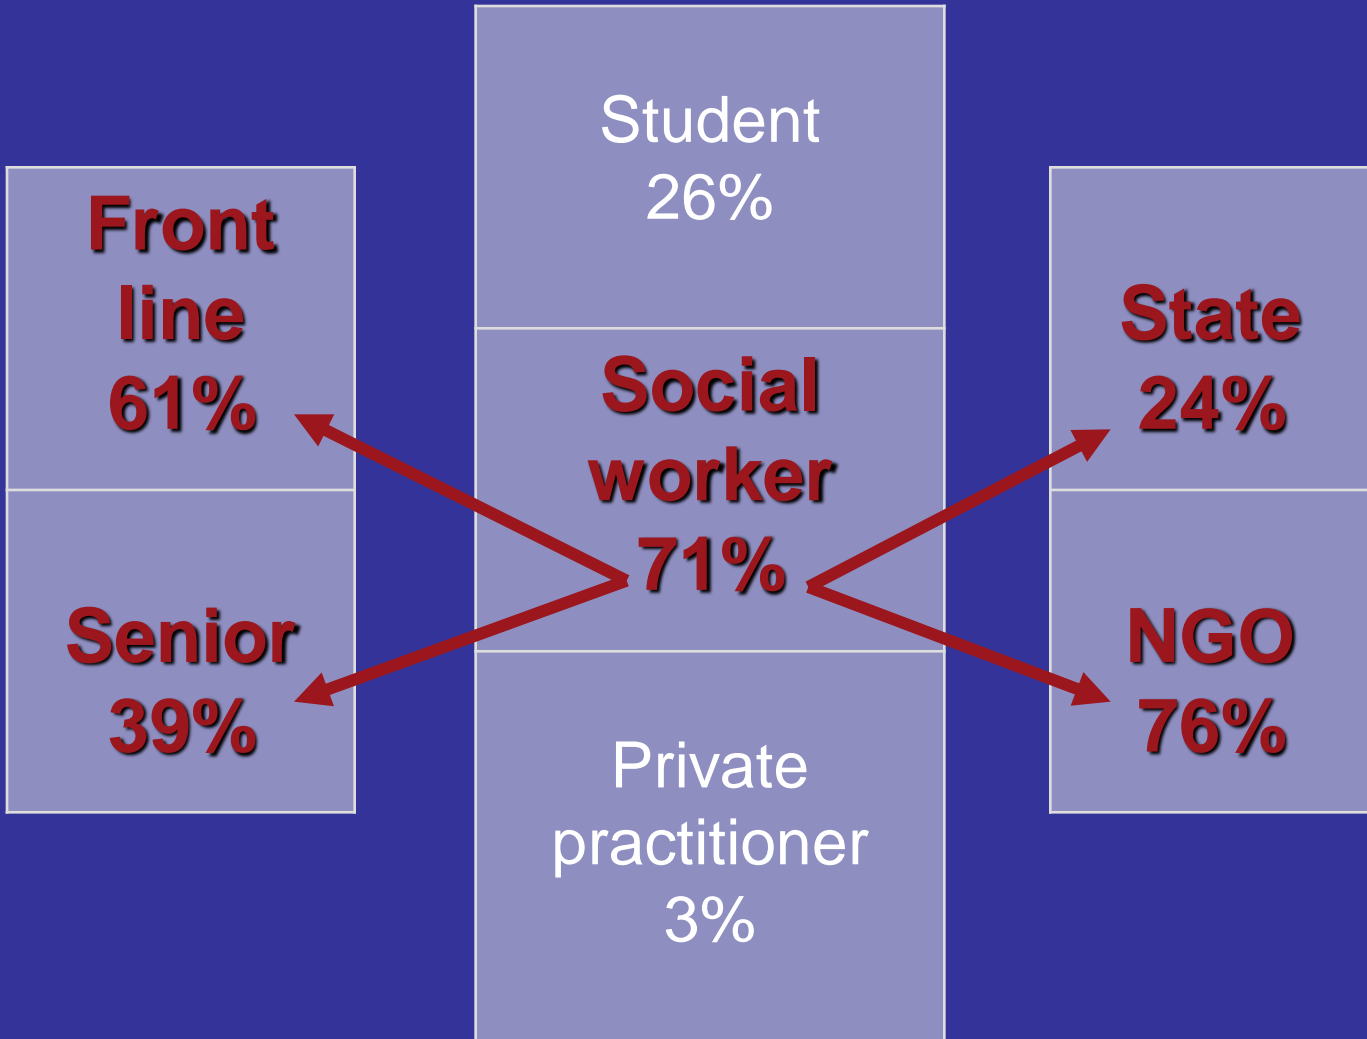 Front
line
61%
Senior
39%
Student
26%
Social
worker
71%
Private
practitioner
3%
State
24%
NGO
76%